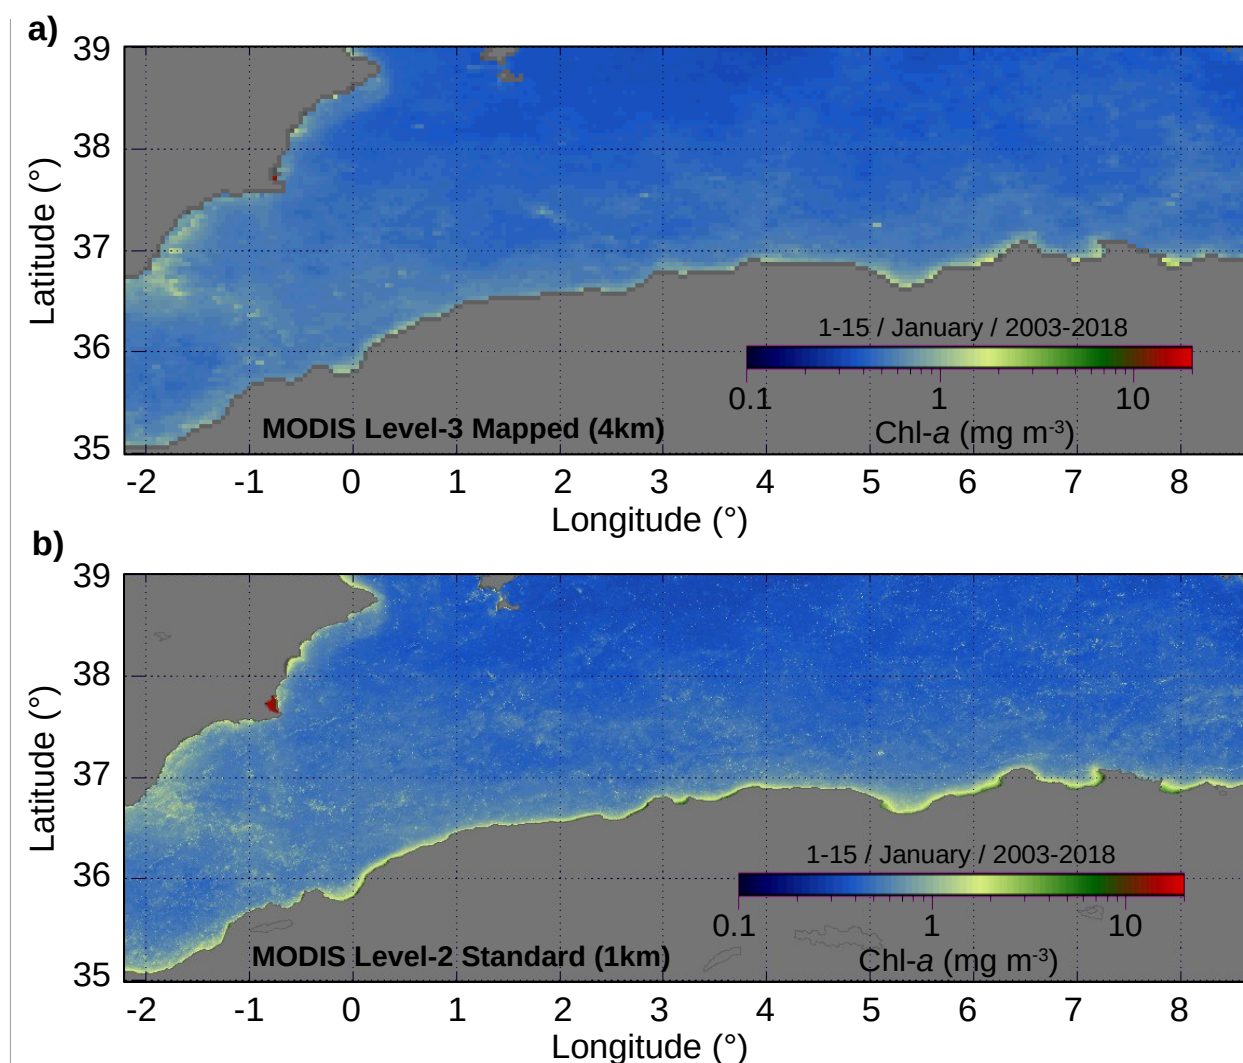 a)
39
38
37
36
35
Latitude (°)
1-15 / January / 2003-2018
0.1 1 10
Chl-a (mg m-3)
MODIS Level-3 Mapped (4km)
-2 -1 0 1 2 3 4 5 6 7 8
Longitude (°)
b)
39
38
37
36
35
Latitude (°)
1-15 / January / 2003-2018
0.1 1 10
Chl-a (mg m-3)
MODIS Level-2 Standard (1km)
-2 -1 0 1 2 3 4 5 6 7 8
Longitude (°)